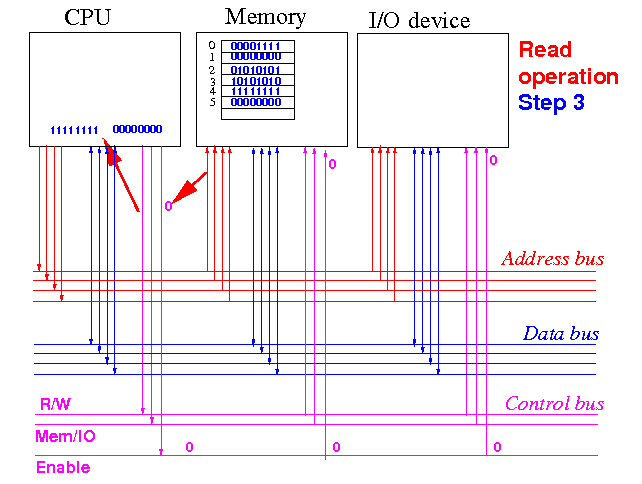 CPU
Memory
I/O device
0 00001111
1 00000000
2 01010101
3 10101010
4 11111111
5 00000000
Read
operation
Step 3
11111111 00000000
0
0
0
Address bus
Data bus
R/W
Control bus
Mem/IO
0
0
0
Enable